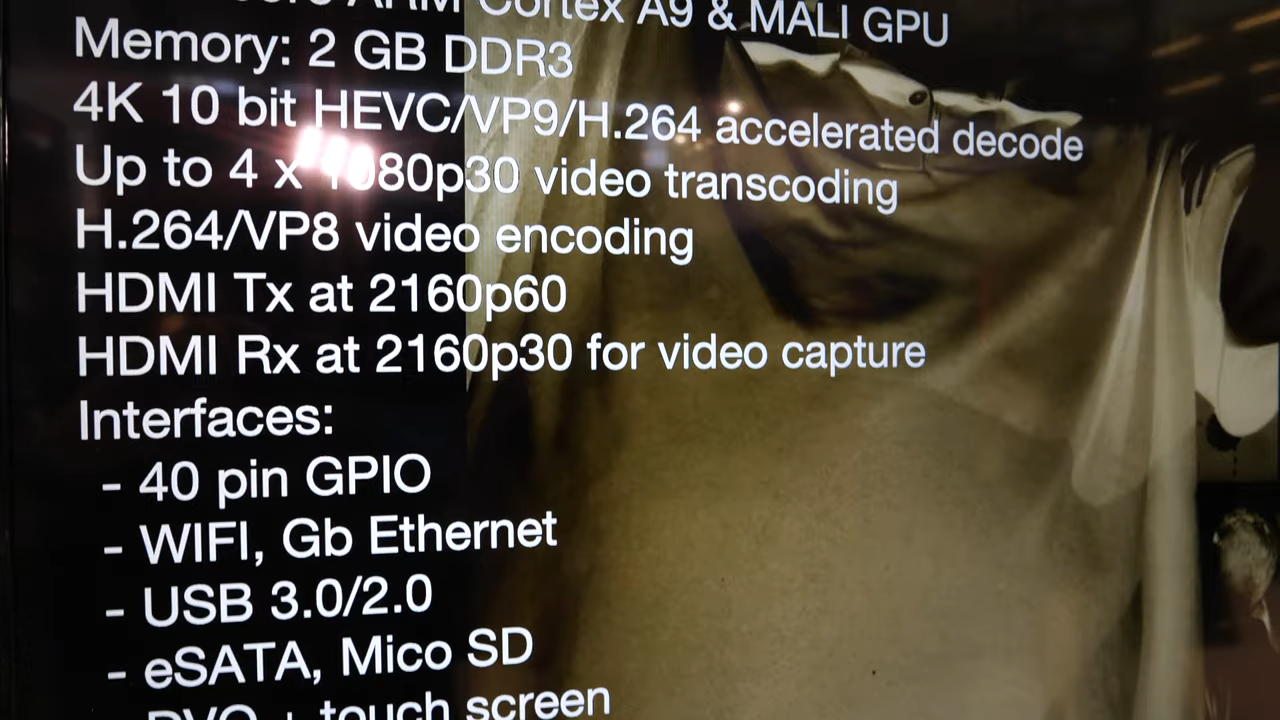 ARM Cortex A9 & MALI GPU
Memory: 2 GB DDR3
4K 10 bit HEVC/VP9/H.264 accelerated decode
Up to 4 x 1080p30 video transcoding
H.264/VP8 video encoding
HDMI Tx at 2160p60
HDMI Rx at 2160p30 for video capture
Interfaces:
- 40 pin GPIO
- WIFI, Gb Ethernet
- USB 3.0/2.0
- eSATA, Mico SD
+ touch screen